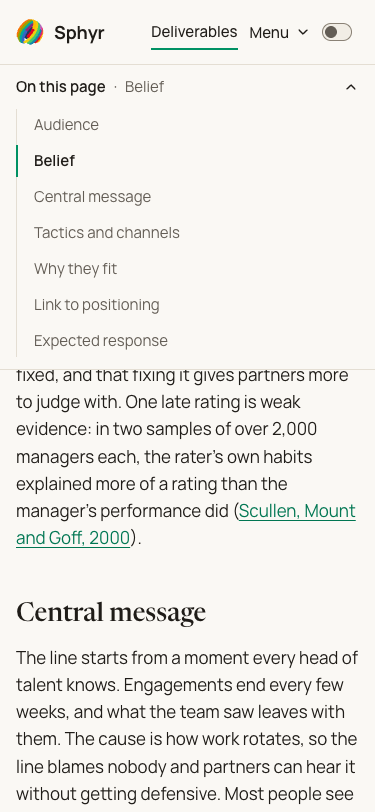 Sphyr
Deliverables
Menu
On this page · Belief
Audience
Belief
Central message
Tactics and channels
Why they fit
Link to positioning
Expected response
fixed, and that fixing it gives partners more
to judge with. One late rating is weak
evidence: in two samples of over 2,000
managers each, the rater’s own habits
explained more of a rating than the
manager’s performance did (Scullen, Mount
and Goff, 2000).
Central message
The line starts from a moment every head of
talent knows. Engagements end every few
weeks, and what the team saw leaves with
them. The cause is how work rotates, so the
line blames nobody and partners can hear it
without getting defensive. Most people see